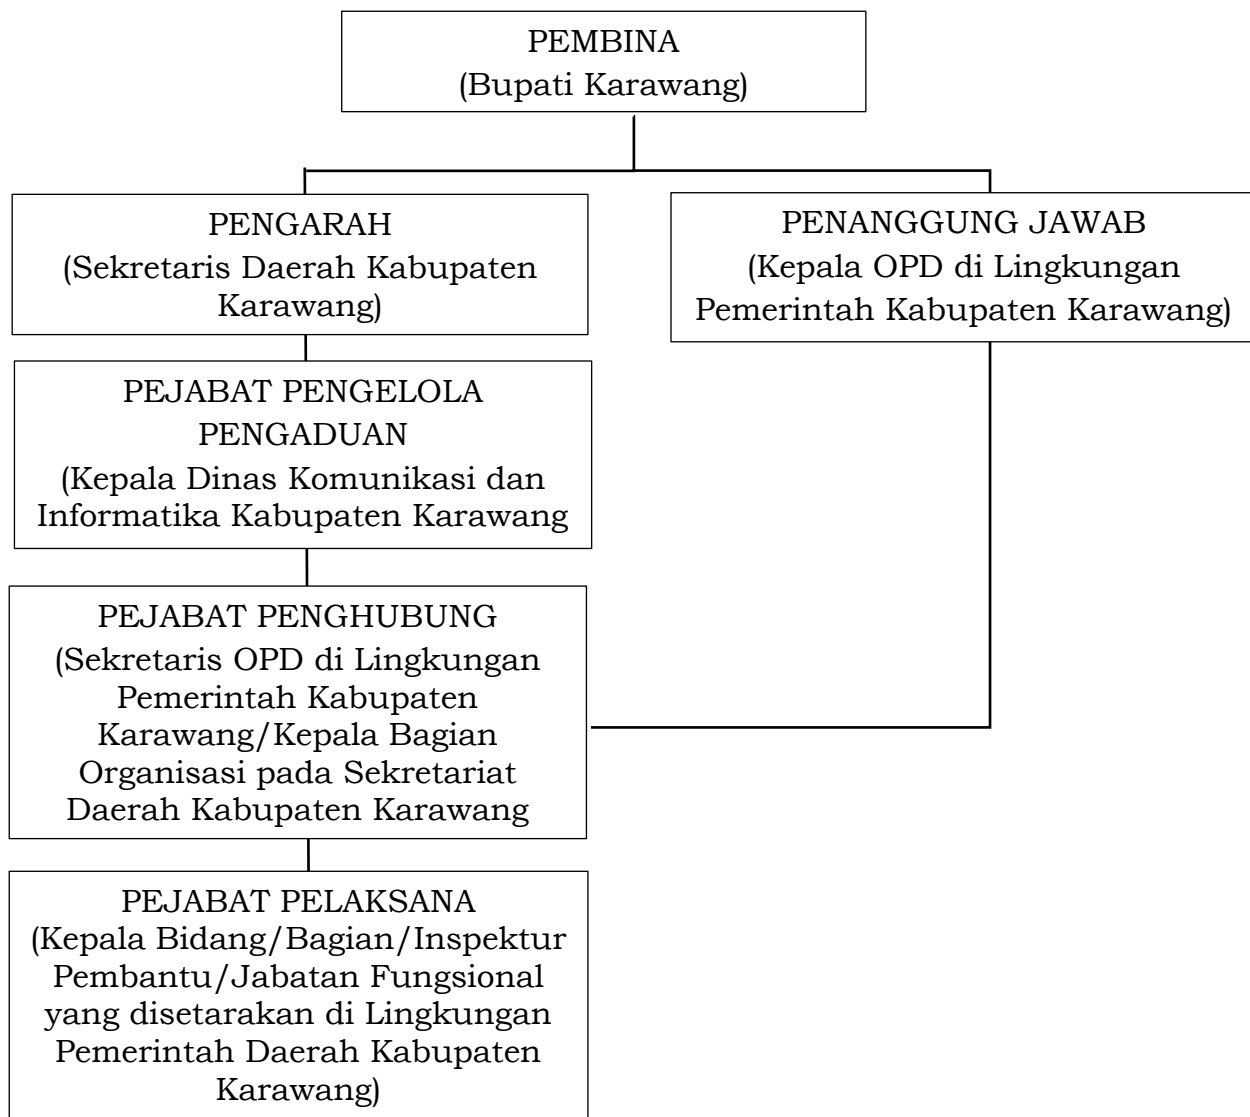 PEMBINA
(Bupati Karawang)
PENGARAH
(Sekretaris Daerah Kabupaten
Karawang)
PENANGGUNG JAWAB
(Kepala OPD di Lingkungan
Pemerintah Kabupaten Karawang)
PEJABAT PENGELOLA
PENGADUAN
(Kepala Dinas Komunikasi dan
Informatika Kabupaten Karawang
PEJABAT PENGHUBUNG
(Sekretaris OPD di Lingkungan
Pemerintah Kabupaten
Karawang/Kepala Bagian
Organisasi pada Sekretariat
Daerah Kabupaten Karawang
PEJABAT PELAKSANA
(Kepala Bidang/Bagian/Inspektur
Pembantu/Jabatan Fungsional
yang disetarakan di Lingkungan
Pemerintah Daerah Kabupaten
Karawang)